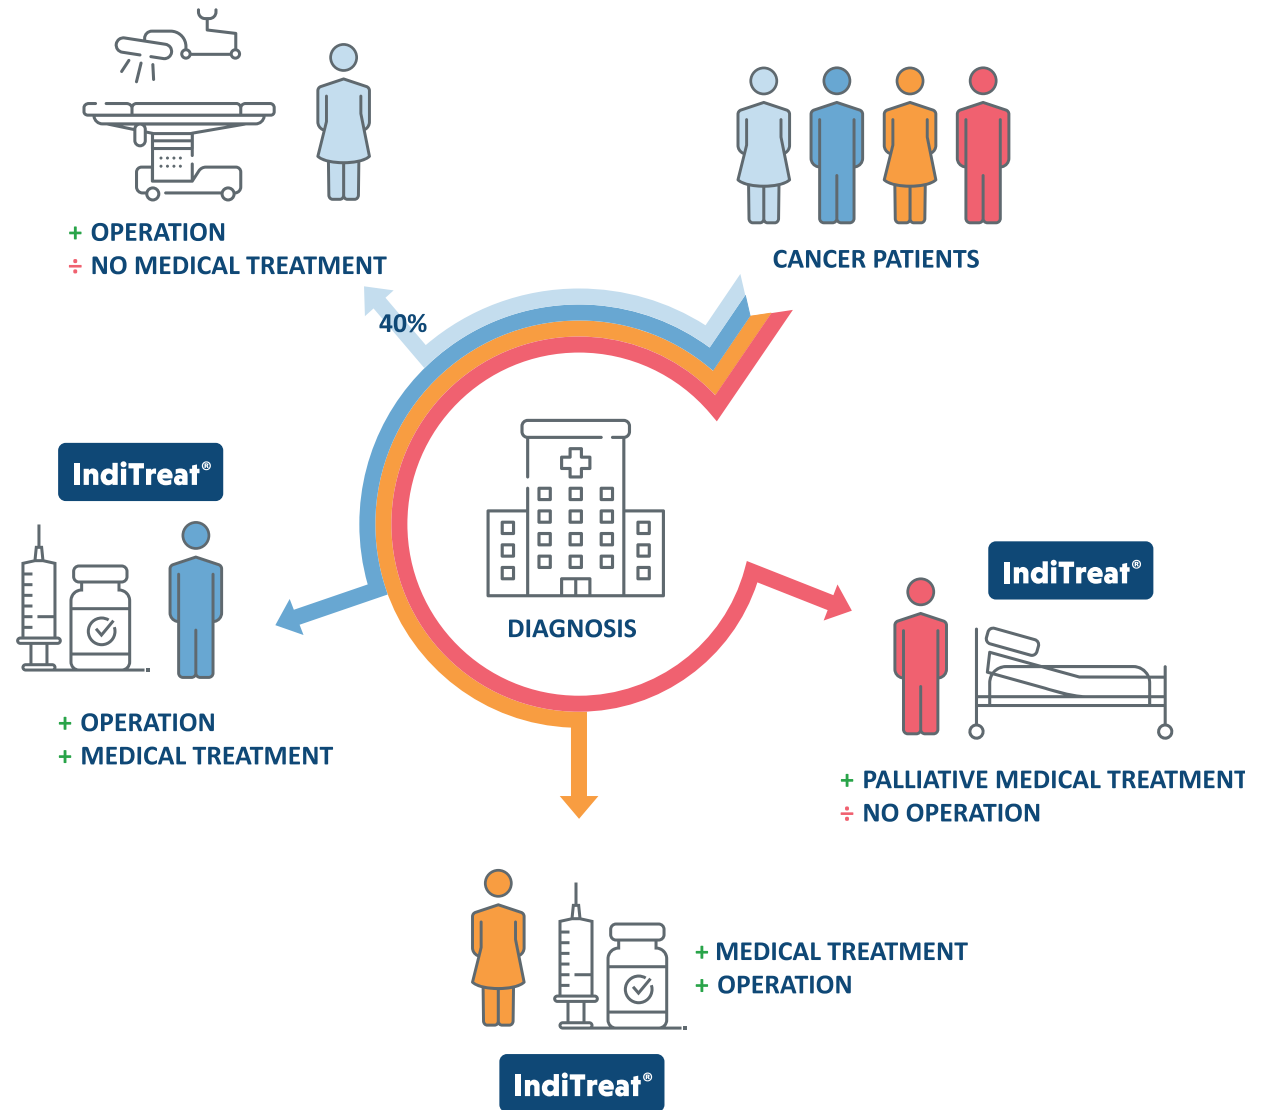 + OPERATION
÷ NO MEDICAL TREATMENT
CANCER PATIENTS
40%
IndiTreat®
+ OPERATION
+ MEDICAL TREATMENT
DIAGNOSIS
IndiTreat®
+ PALLIATIVE MEDICAL TREATMENT
÷ NO OPERATION
+ MEDICAL TREATMENT
+ OPERATION
IndiTreat®